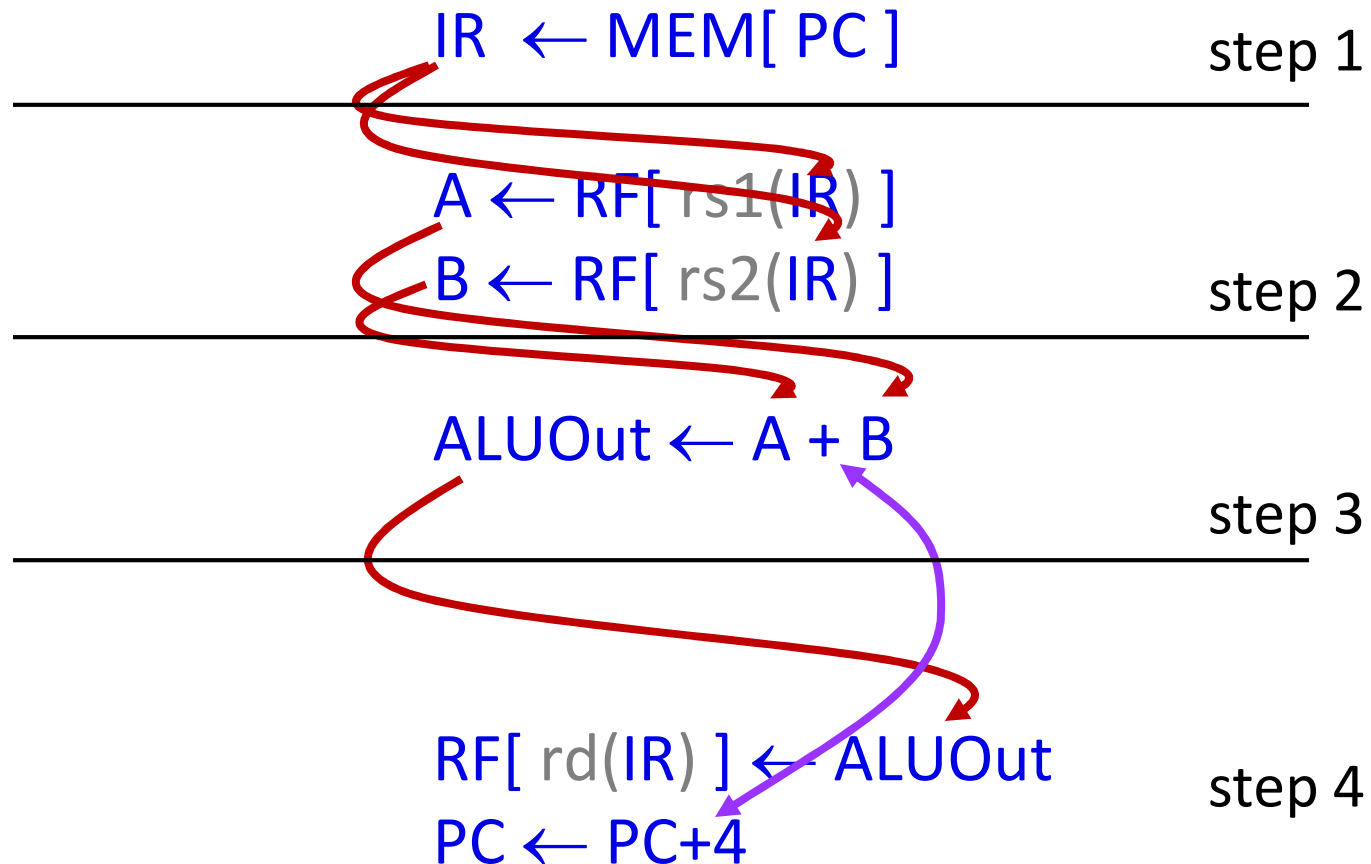 IR ← MEM[ PC ]
step 1
A ← RF[ rs1(IR) ]
B ← RF[ rs2(IR) ]
step 2
ALUOut ← A + B
step 3
RF[ rd(IR) ] ← ALUOut
step 4
PC ← PC+4